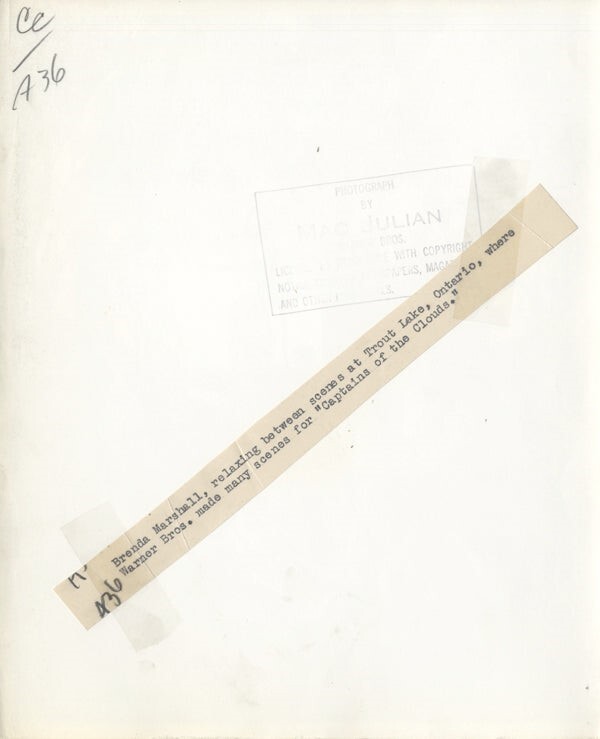 Cc
A36
PHOTOGRAPH
BY
MAC JULIAN
BROS.
WITH COPYRIGHT
AND OTHER
Brenda Marshall, relaxing between scenes at Trout Lake, Ontario, where
Warner Bros. made many scenes for "Captains of the Clouds."
A36